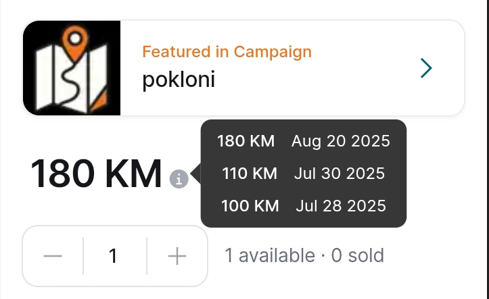 Featured in Campaign
pokloni
180 KM
180 KM Aug 20 2025
110 KM Jul 30 2025
100 KM Jul 28 2025
1
1 available · 0 sold